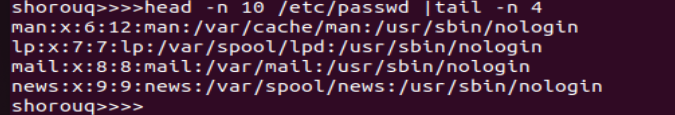 shorouq>>>>head -n 10 /etc/passwd |tail -n 4
man:x:6:12:man:/var/cache/man:/usr/sbin/nologin
lp:x:7:7:lp:/var/spool/lpd:/usr/sbin/nologin
mail:x:8:8:mail:/var/mail:/usr/sbin/nologin
news:x:9:9:news:/var/spool/news:/usr/sbin/nologin
shorouq>>>>